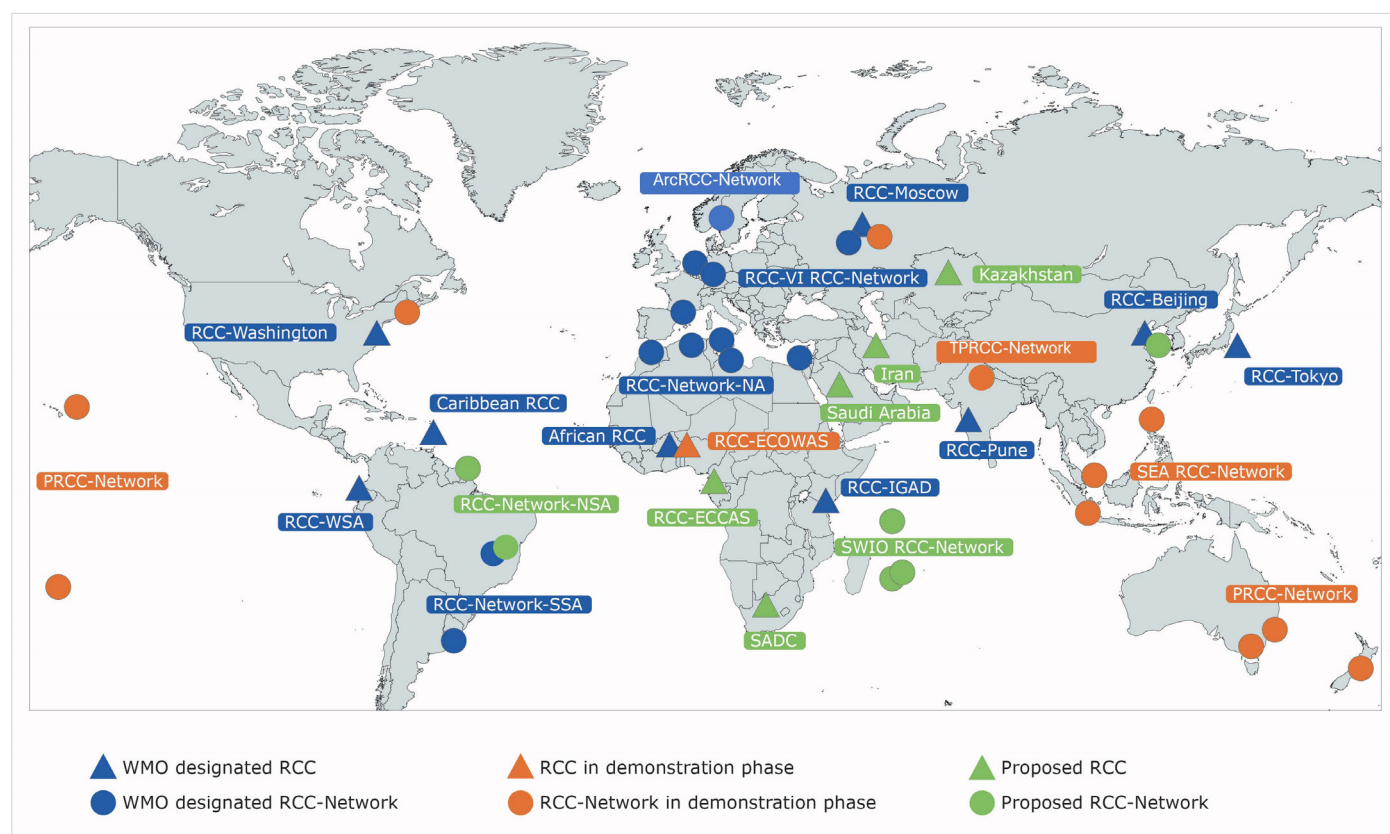 ArcRCC-Network
RCC-Moscow
RCC-VI RCC-Network
Kazakhstan
RCC-Beijing
RCC-Washington
TPRCC-Network
Iran
RCC-Tokyo
RCC-Network-NA
Saudi Arabia
Caribbean RCC
African RCC
RCC-ECOWAS
RCC-Pune
SEA RCC-Network
PRCC-Network
RCC-IGAD
RCC-Network-NSA
RCC-WSA
RCC-ECCAS
SWIO RCC-Network
PRCC-Network
RCC-Network-SSA
SADC
WMO designated RCC
RCC in demonstration phase
Proposed RCC
WMO designated RCC-Network
RCC-Network in demonstration phase
Proposed RCC-Network